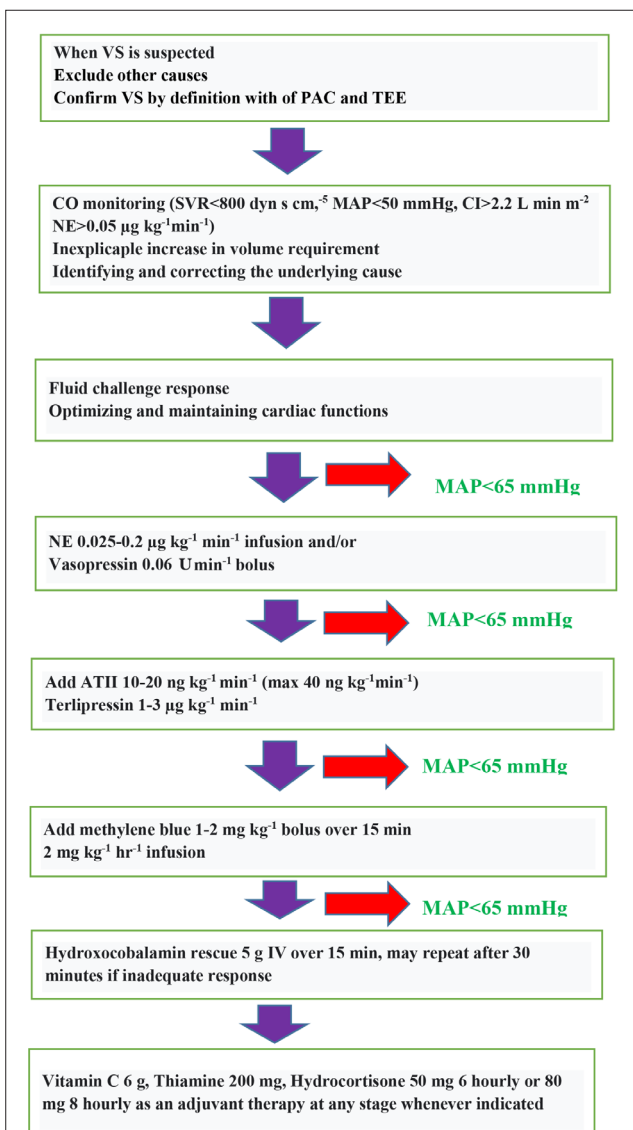 When VS is suspected
Exclude other causes
Confirm VS by definition with of PAC and TEE
CO monitoring (SVR<800 dyn s cm,⁻⁵ MAP<50 mmHg, CI>2.2 L min m⁻²
NE>0.05 µg kg⁻¹min⁻¹)
Inexplicaple increase in volume requirement
Identifying and correcting the underlying cause
Fluid challenge response
Optimizing and maintaining cardiac functions
MAP<65 mmHg
NE 0.025-0.2 µg kg⁻¹ min⁻¹ infusion and/or
Vasopressin 0.06 U min⁻¹ bolus
MAP<65 mmHg
Add ATII 10-20 ng kg⁻¹ min⁻¹ (max 40 ng kg⁻¹min⁻¹)
Terlipressin 1-3 µg kg⁻¹ min⁻¹
MAP<65 mmHg
Add methylene blue 1-2 mg kg⁻¹ bolus over 15 min
2 mg kg⁻¹ hr⁻¹ infusion
MAP<65 mmHg
Hydroxocobalamin rescue 5 g IV over 15 min, may repeat after 30
minutes if inadequate response
Vitamin C 6 g, Thiamine 200 mg, Hydrocortisone 50 mg 6 hourly or 80
mg 8 hourly as an adjuvant therapy at any stage whenever indicated